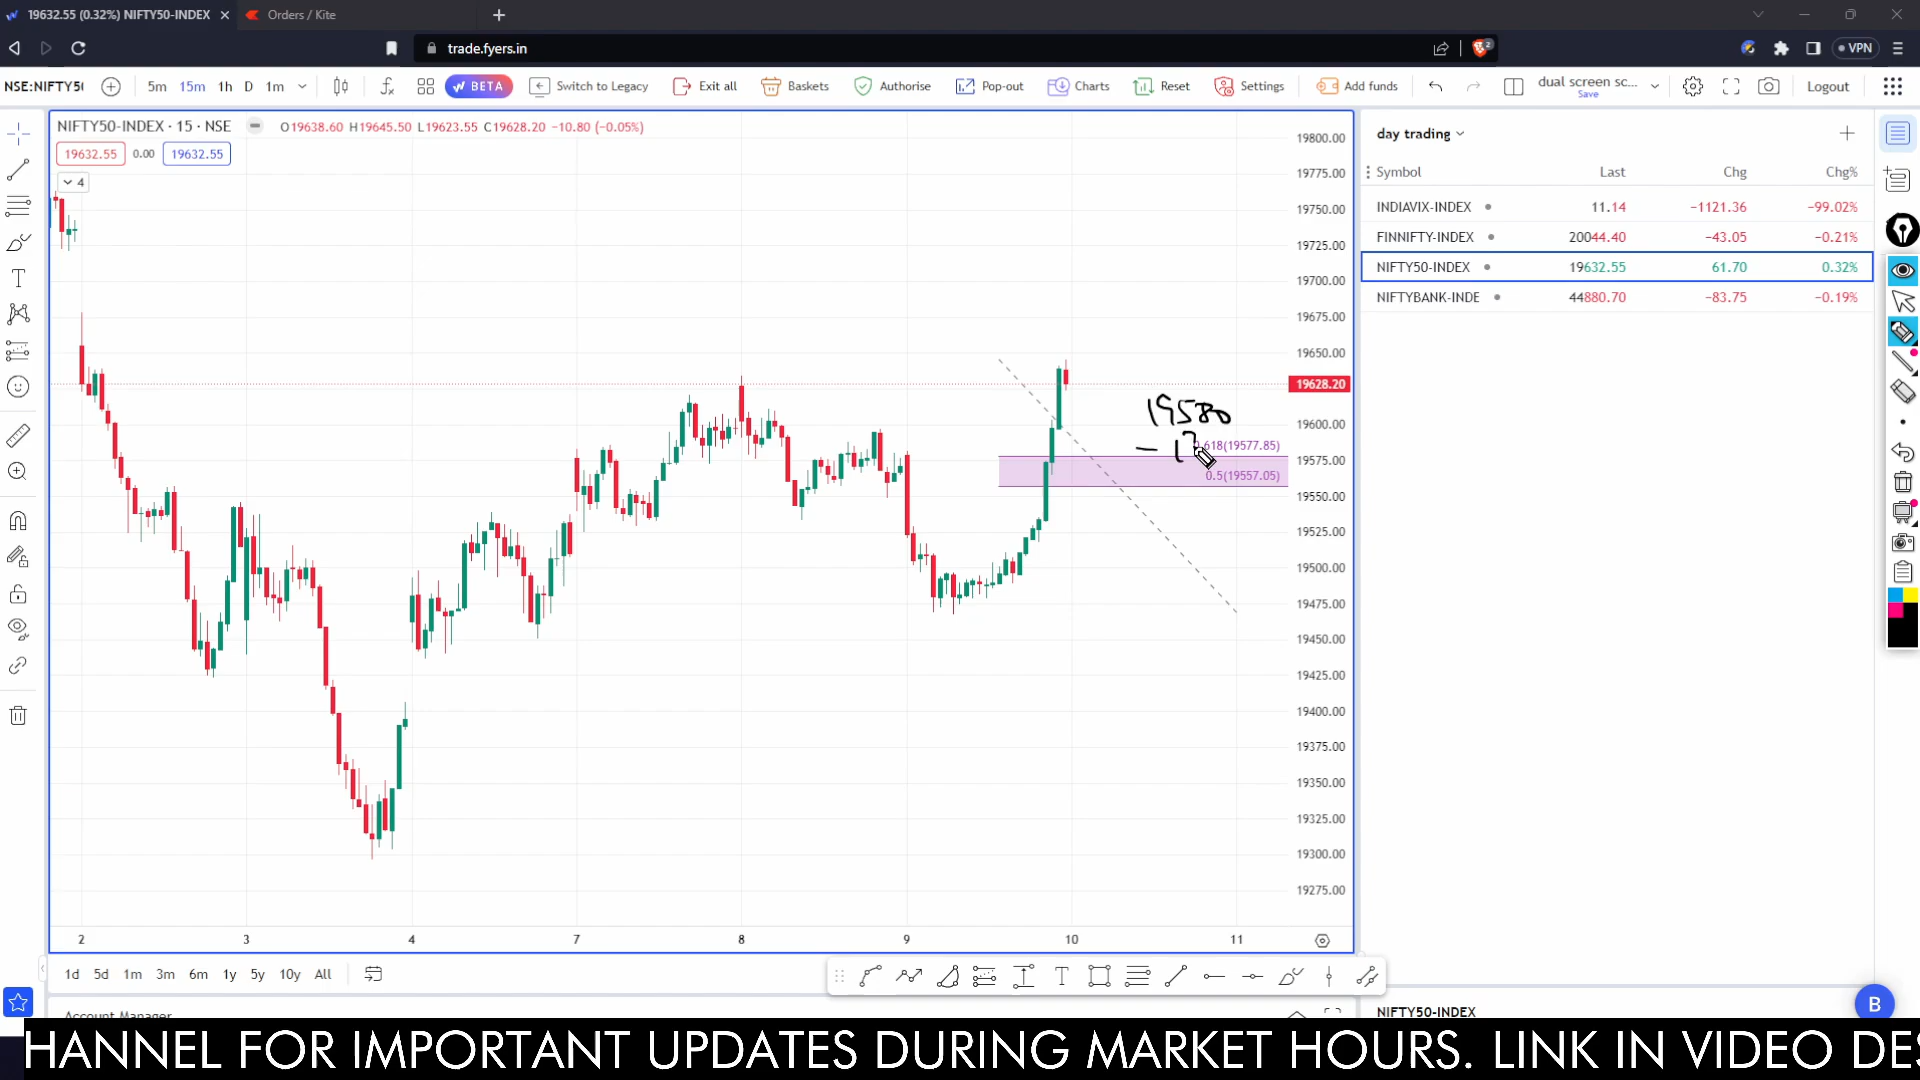 19632.55 (0.32%) NIFTY50-INDEX
Orders / Kite
trade.fyers.in
2
VPN
NSE:NIFTY50
5m 15m 1h D 1m
BETA
Switch to Legacy
Exit all
Baskets
Authorise
Pop-out
Charts
Reset
Settings
Add funds
dual screen sc...
Save
Logout
NIFTY50-INDEX · 15 · NSE
O19638.60 H19645.50 L19623.55 C19628.20 −10.80 (−0.05%)
19632.55 0.00 19632.55
4
19800.00
19775.00
19750.00
19725.00
19700.00
19675.00
19650.00
19628.20
19600.00
19575.00
19550.00
19525.00
19500.00
19475.00
19450.00
19425.00
19400.00
19375.00
19350.00
19325.00
19300.00
19275.00
19580
0.618(19577.85)
0.5(19557.05)
2 3 4 7 8 9 10 11
1d 5d 1m 3m 6m 1y 5y 10y All
Account Manager
day trading
Symbol Last Chg Chg%
INDIAVIX-INDEX 11.14 −1121.36 −99.02%
FINNIFTY-INDEX 20044.40 −43.05 −0.21%
NIFTY50-INDEX 19632.55 61.70 0.32%
NIFTYBANK-INDE 44880.70 −83.75 −0.19%
NIFTY50-INDEX
B
HANNEL FOR IMPORTANT UPDATES DURING MARKET HOURS. LINK IN VIDEO DES